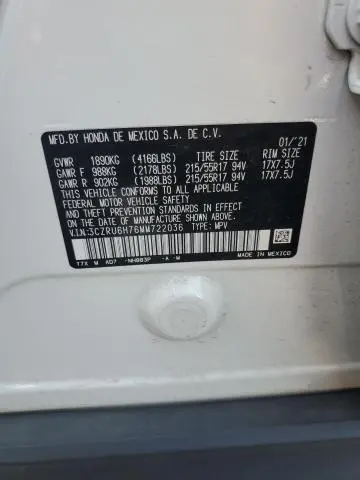 MFD.BY HONDA DE MEXICO S.A. DE C.V. 01/'21
GVWR 1890KG (4166LBS) TIRE SIZE RIM SIZE
GAWR F 988KG (2178LBS) 215/55R17 94V 17X7.5J
GAWR R 902KG (1988LBS) 215/55R17 94V 17X7.5J
THIS VEHICLE CONFORMS TO ALL APPLICABLE
FEDERAL MOTOR VEHICLE SAFETY STANDARDS IN EFFECT
ON THE DATE OF MANUFACTURE SHOWN ABOVE.
V.I.N:3CZRU6H76MM722036 TYPE: MPV
T7X M AD7 -NH883P -A -M
MADE IN MEXICO